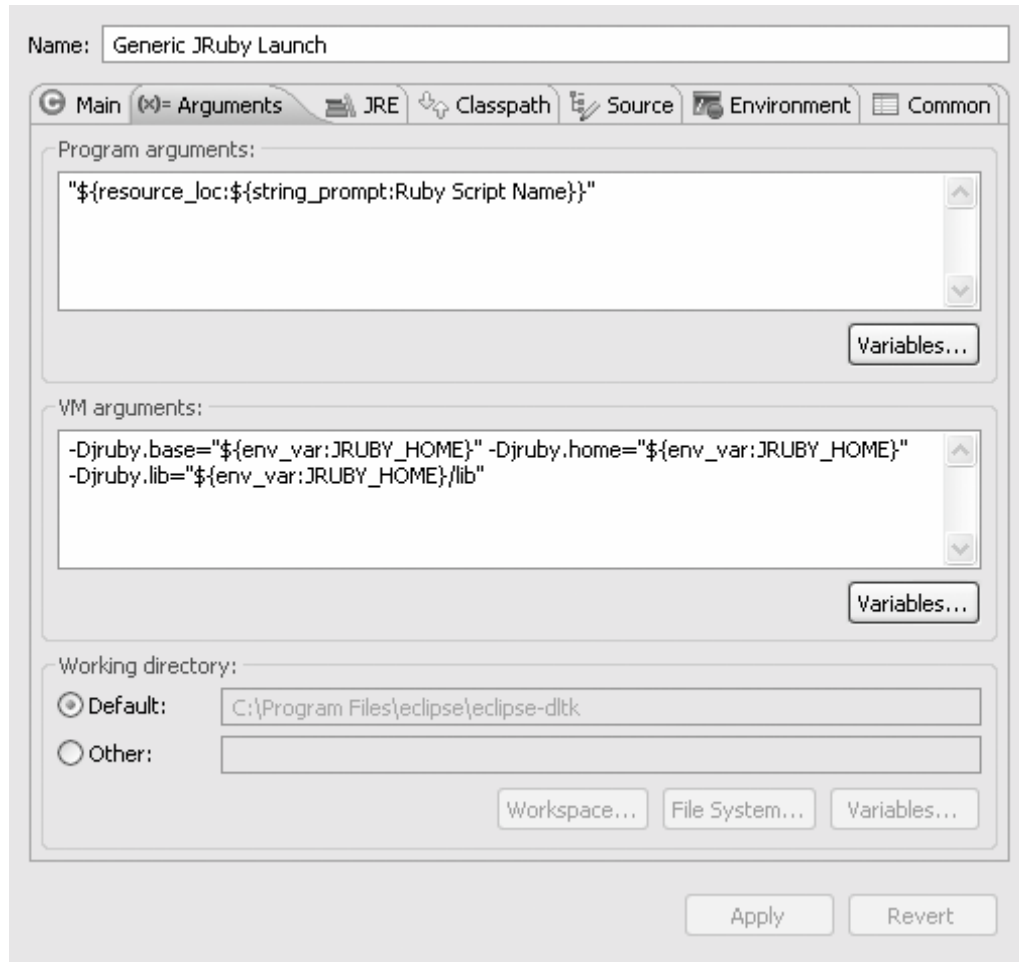 Name: Generic JRuby Launch
Main (x)= Arguments JRE Classpath Source Environment Common
Program arguments:
"${resource_loc:${string_prompt:Ruby Script Name}}"
Variables...
VM arguments:
-Djruby.base="${env_var:JRUBY_HOME}" -Djruby.home="${env_var:JRUBY_HOME}"
-Djruby.lib="${env_var:JRUBY_HOME}/lib"
Variables...
Working directory:
Default: C:\Program Files\eclipse\eclipse-dltk
Other:
Workspace... File System... Variables...
Apply Revert